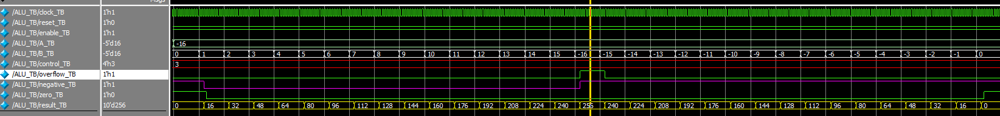 Msgs
/ALU_TB/clock_TB 1'h1
/ALU_TB/reset_TB 1'h0
/ALU_TB/enable_TB 1'h1
/ALU_TB/A_TB -5'd16 -16
/ALU_TB/B_TB -5'd16 0 1 2 3 4 5 6 7 8 9 10 11 12 13 14 15 -16 -15 -14 -13 -12 -11 -10 -9 -8 -7 -6 -5 -4 -3 -2 -1 0
/ALU_TB/control_TB 4'h3 3
/ALU_TB/overflow_TB 1'h1
/ALU_TB/negative_TB 1'h1
/ALU_TB/zero_TB 1'h0
/ALU_TB/result_TB 10'd256 0 16 32 48 64 80 96 112 128 144 160 176 192 208 224 240 256 240 224 208 192 176 160 144 128 112 96 80 64 48 32 16 0